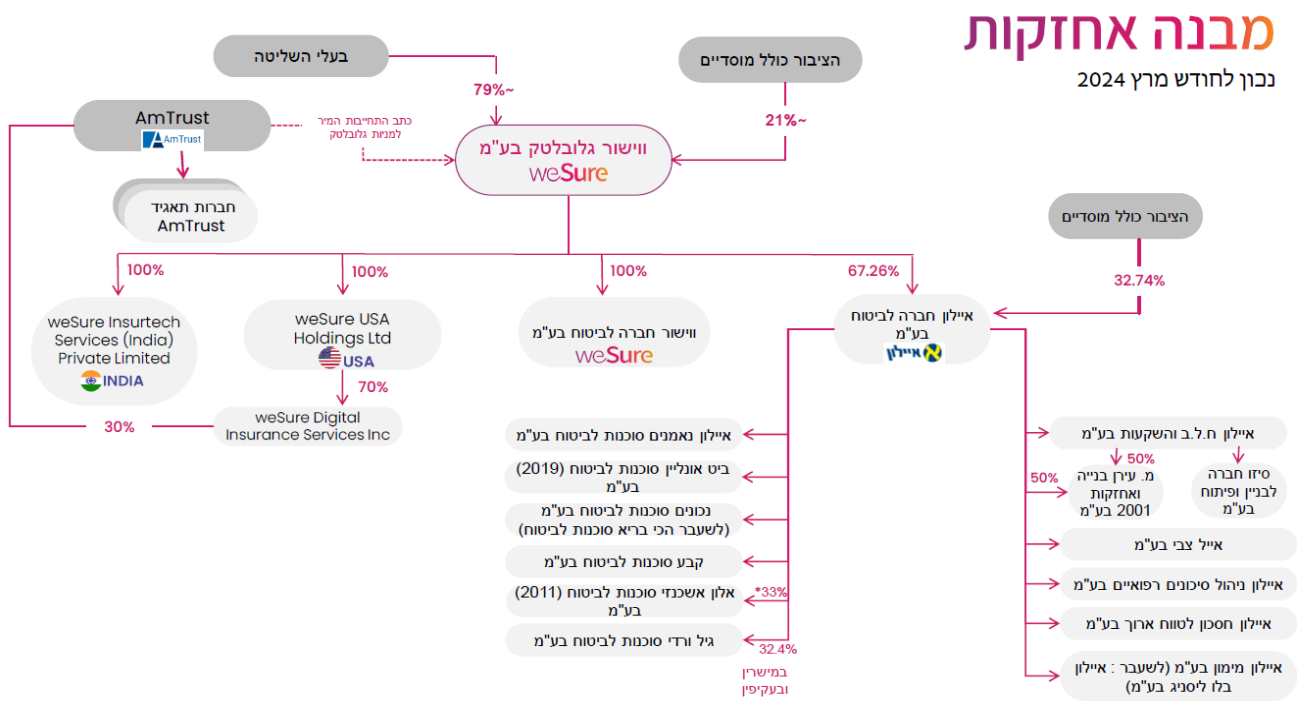 מבנה אחזקות
נכון לחודש מרץ 2024
בעלי השליטה
הציבור כולל מוסדיים
79%~
21%~
AmTrust
AmTrust
כתב התחייבות המיר
למניות גלובלטק
ווישור גלובלטק בע"מ
weSure
חברות תאגיד
AmTrust
הציבור כולל מוסדיים
32.74%
100%
100%
100%
67.26%
weSure Insurtech
Services (India)
Private Limited
INDIA
weSure USA
Holdings Ltd
USA
ווישור חברה לביטוח בע"מ
weSure
איילון חברה לביטוח
בע"מ
איילון
70%
30%
weSure Digital
Insurance Services Inc
איילון נאמנים סוכנות לביטוח בע"מ
ביט אונליין סוכנות לביטוח (2019)
בע"מ
נכונים סוכנות לביטוח בע"מ
(לשעבר הכי בריא סוכנות לביטוח)
קבע סוכנות לביטוח בע"מ
אלון אשכנזי סוכנות לביטוח (2011)
בע"מ
*33%
גיל ורדי סוכנות לביטוח בע"מ
32.4%
במישרין
ובעקיפין
איילון ח.ל.ב והשקעות בע"מ
50%
50%
מ. עירן בנייה
ואחזקות
2001 בע"מ
סיזו חברה
לבניין ופיתוח
בע"מ
אייל צבי בע"מ
איילון ניהול סיכונים רפואיים בע"מ
איילון חסכון לטווח ארוך בע"מ
איילון מימון בע"מ (לשעבר : איילון
בלו ליסניג בע"מ)